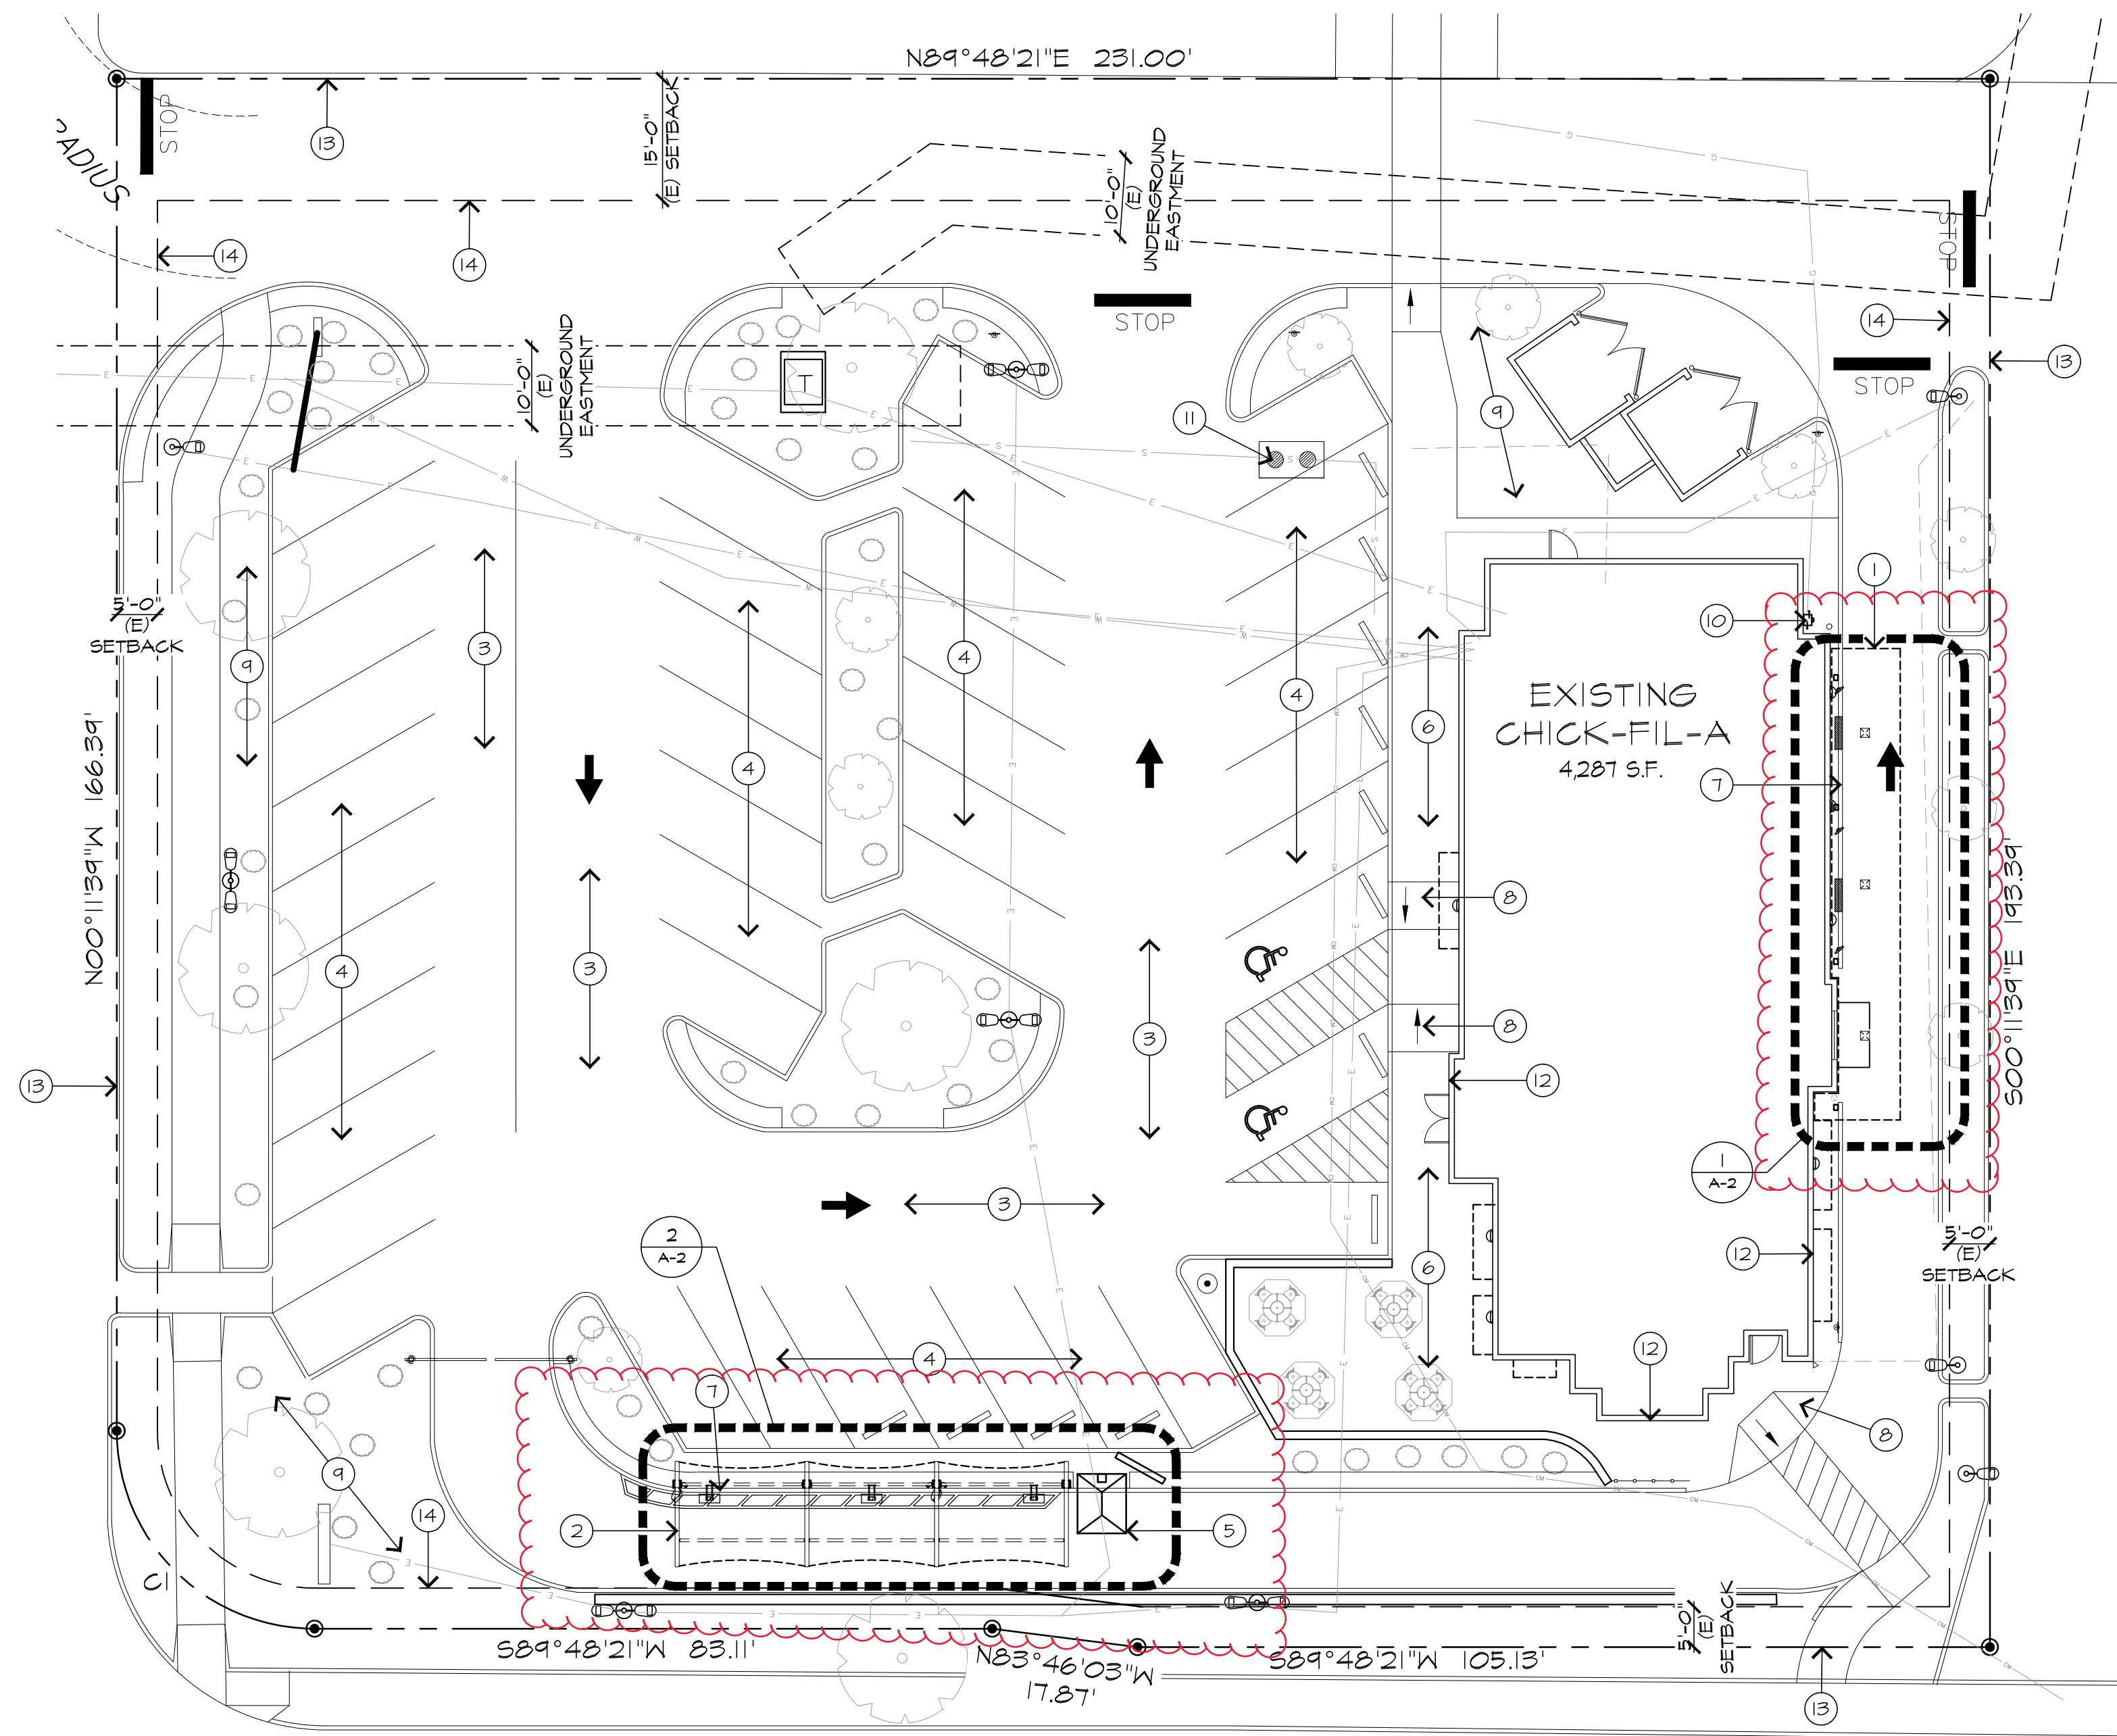 N89°48'21"E 231.00'
STOP
13
15'-0"
(E) SETBACK
RADIUS
10'-0"
(E)
UNDERGROUND
EASTMENT
14
14
STOP
STOP
14
STOP
13
10'-0"
(E)
UNDERGROUND
EASTMENT
T
11
9
5'-0"
(E)
SETBACK
9
3
4
4
4
6
1
10
EXISTING
CHICK-FIL-A
4,287 S.F.
7
N00°11'39"W 166.39'
4
3
3
8
8
S00°11'39"E 193.39'
13
12
1
A-2
3
2
A-2
6
12
5'-0"
(E)
SETBACK
4
7
12
8
9
14
2
5
C1
S89°48'21"W 83.11'
N83°46'03"W
17.87'
S89°48'21"W 105.13'
5'-0"
(E)
SETBACK
13